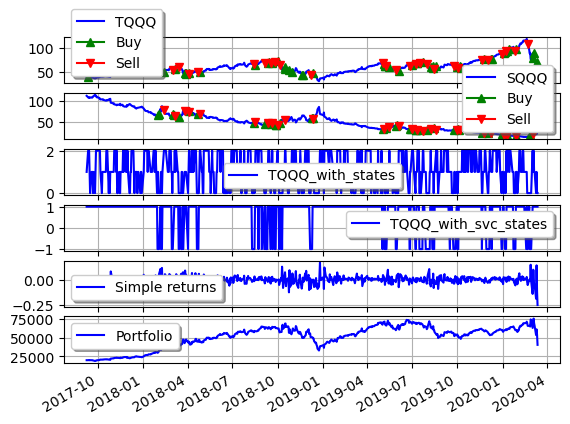 TQQQ
Buy
Sell
100
50
SQQQ
Buy
Sell
100
50
2
0
TQQQ_with_states
1
0
−1
TQQQ_with_svc_states
0.00
−0.25
Simple returns
75000
50000
25000
Portfolio
2017-10
2018-01
2018-04
2018-07
2018-10
2019-01
2019-04
2019-07
2019-10
2020-01
2020-04